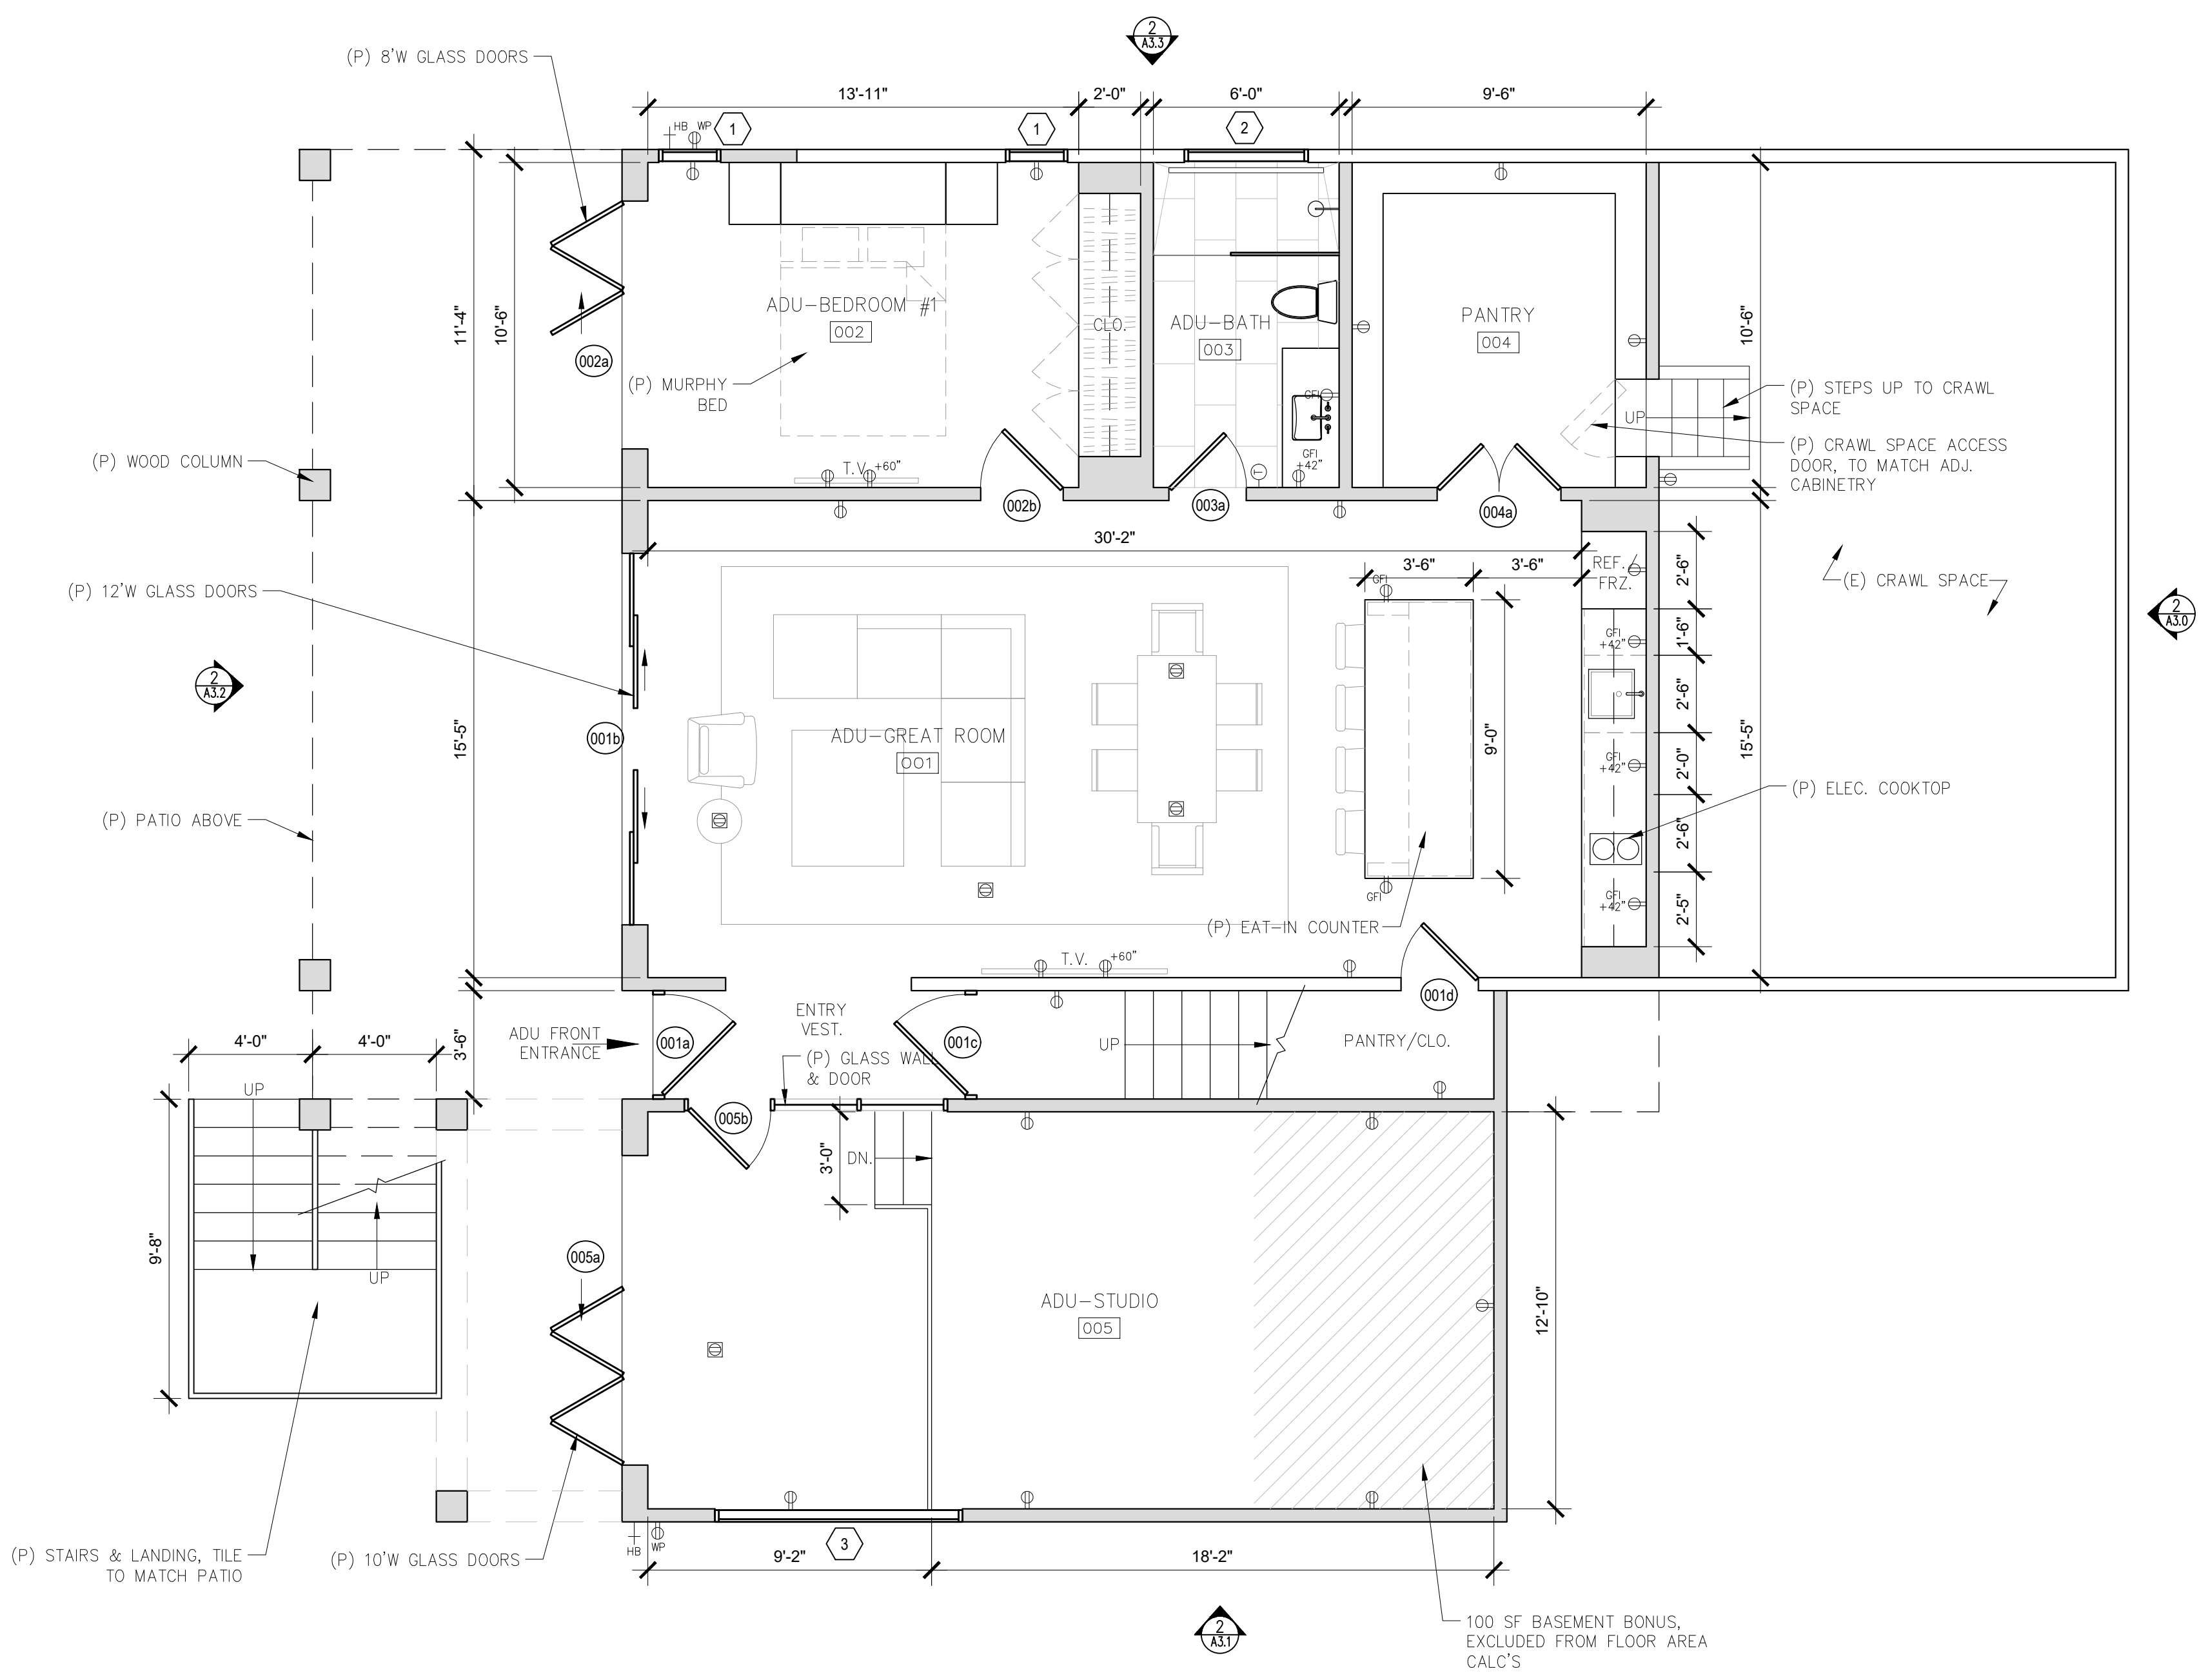 2
A3.3
(P) 8'W GLASS DOORS
13'-11"
2'-0"
6'-0"
9'-6"
HB
WP
1
1
2
11'-4"
10'-6"
ADU-BEDROOM #1
002
CLO.
ADU-BATH
003
PANTRY
004
10'-6"
002a
(P) MURPHY
BED
GFI
GFI
+42"
UP
(P) STEPS UP TO CRAWL
SPACE
(P) CRAWL SPACE ACCESS
DOOR, TO MATCH ADJ.
CABINETRY
(P) WOOD COLUMN
T.V.
+60"
T
002b
003a
004a
30'-2"
3'-6"
3'-6"
REF./
FRZ.
2'-6"
(P) 12'W GLASS DOORS
GFI
(E) CRAWL SPACE
2
A3.0
GFI
+42"
1'-6"
2
A3.2
2'-6"
15'-5"
001b
ADU-GREAT ROOM
001
9'-0"
GFI
+42"
2'-0"
15'-5"
(P) ELEC. COOKTOP
(P) PATIO ABOVE
2'-6"
GFI
GFI
+42"
2'-5"
(P) EAT-IN COUNTER
T.V.
+60"
001d
ENTRY
VEST.
ADU FRONT
ENTRANCE
001a
001c
UP
PANTRY/CLO.
4'-0"
4'-0"
3'-6"
(P) GLASS WALL
& DOOR
UP
005b
3'-0"
DN.
9'-8"
UP
005a
ADU-STUDIO
005
12'-10"
HB
WP
3
9'-2"
18'-2"
(P) STAIRS & LANDING, TILE
TO MATCH PATIO
(P) 10'W GLASS DOORS
2
A3.1
100 SF BASEMENT BONUS,
EXCLUDED FROM FLOOR AREA
CALC'S